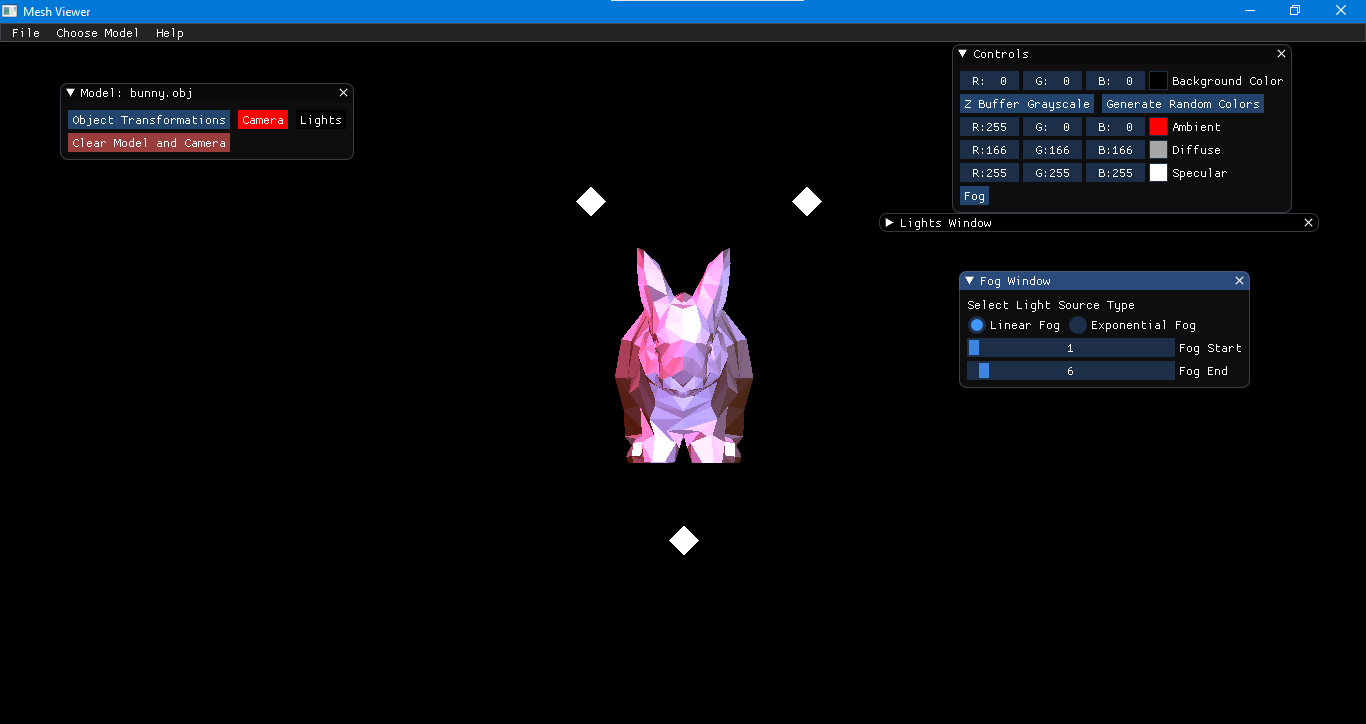 Mesh Viewer
File Choose Model Help
Model: bunny.obj
Object Transformations Camera Lights
Clear Model and Camera
Controls
R: 0 G: 0 B: 0 Background Color
Z Buffer Grayscale Generate Random Colors
R:255 G: 0 B: 0 Ambient
R:166 G:166 B:166 Diffuse
R:255 G:255 B:255 Specular
Fog
Lights Window
Fog Window
Select Light Source Type
Linear Fog Exponential Fog
1 Fog Start
6 Fog End